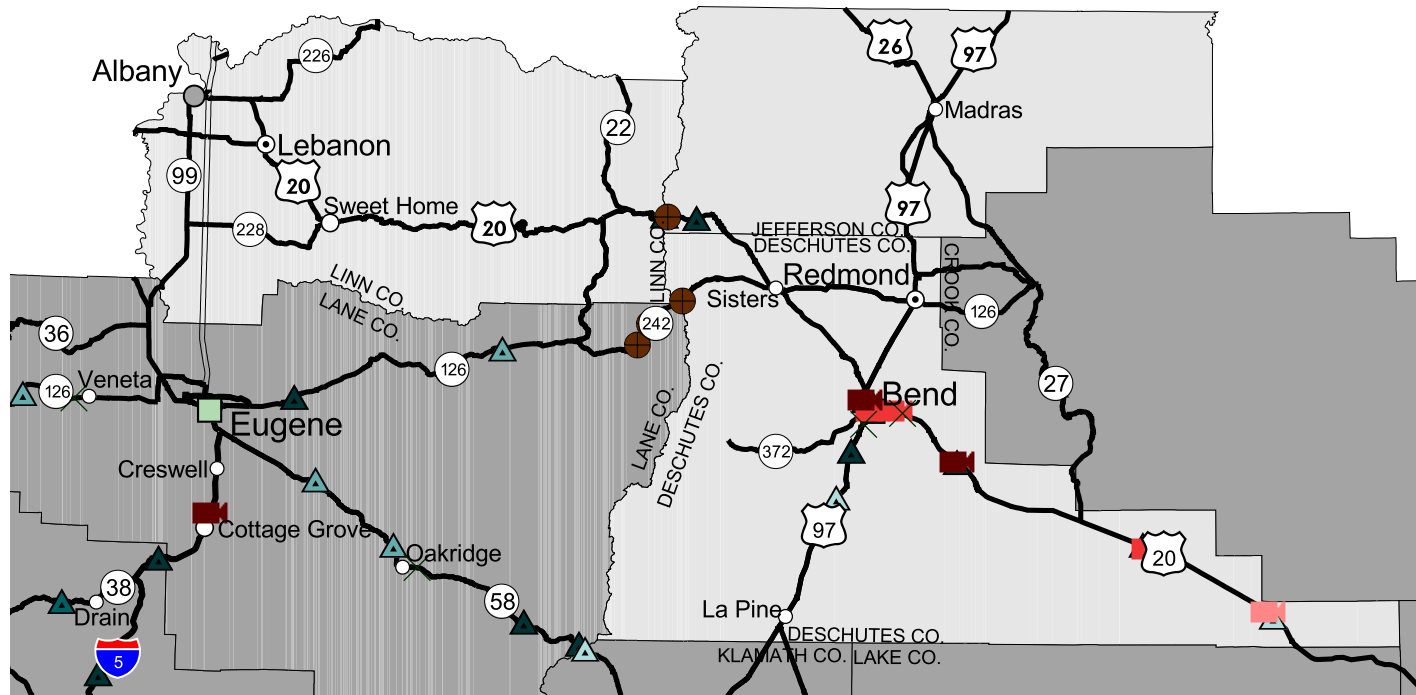 26
97
226
Albany
Madras
22
Lebanon
99
20
97
Sweet Home
20
228
JEFFERSON CO.
DESCHUTES CO.
LINN CO.
LINN CO.
LANE CO.
CROOK CO.
Redmond
Sisters
126
242
36
126
Veneta
126
27
Bend
Eugene
LANE CO.
DESCHUTES CO.
372
Creswell
Cottage Grove
97
20
Oakridge
38
Drain
58
La Pine
DESCHUTES CO.
KLAMATH CO.
LAKE CO.
5